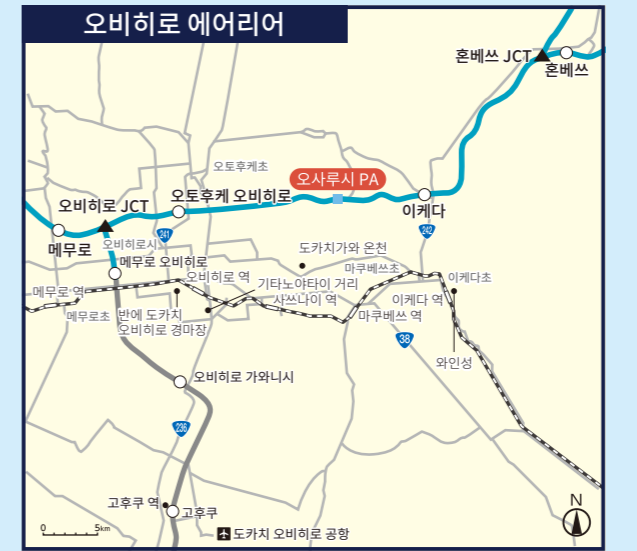 오비히로 에어리어
혼베쓰 JCT
혼베쓰
오토후케초
오사루시 PA
오토후케 오비히로
이케다
오비히로 JCT
241
242
메무로
오비히로시
도카치가와 온천
메무로 오비히로
마쿠베쓰초
오비히로 역
이케다초
메무로 역
기타노야타이 거리
사쓰나이 역
이케다 역
메무로초
반에 도카치
오비히로 경마장
마쿠베쓰 역
38
와인성
오비히로 가와니시
236
고후쿠 역
고후쿠
도카치 오비히로 공항
0 5km
N